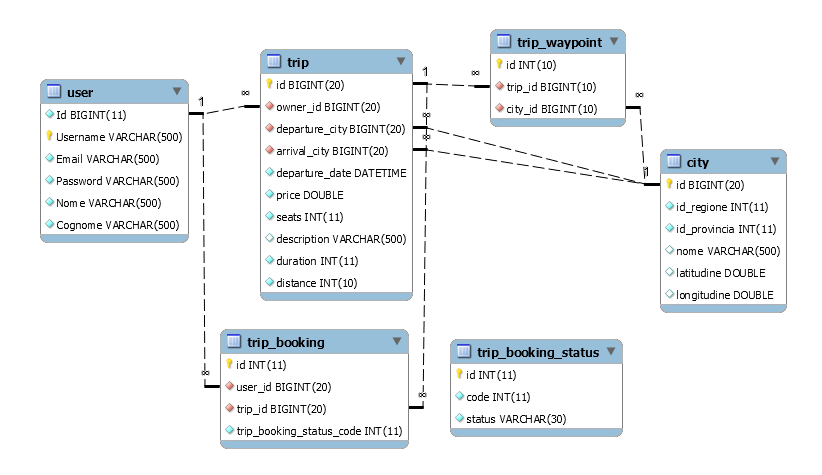 user
Id BIGINT(11)
Username VARCHAR(500)
Email VARCHAR(500)
Password VARCHAR(500)
Nome VARCHAR(500)
Cognome VARCHAR(500)
1
∞
trip
id BIGINT(20)
owner_id BIGINT(20)
departure_city BIGINT(20)
arrival_city BIGINT(20)
departure_date DATETIME
price DOUBLE
seats INT(11)
description VARCHAR(500)
duration INT(11)
distance INT(10)
1
∞
∞
∞
trip_waypoint
id INT(10)
trip_id BIGINT(10)
city_id BIGINT(10)
∞
1
city
id BIGINT(20)
id_regione INT(11)
id_provincia INT(11)
nome VARCHAR(500)
latitudine DOUBLE
longitudine DOUBLE
∞
trip_booking
id INT(11)
user_id BIGINT(20)
trip_id BIGINT(20)
trip_booking_status_code INT(11)
∞
trip_booking_status
id INT(11)
code INT(11)
status VARCHAR(30)